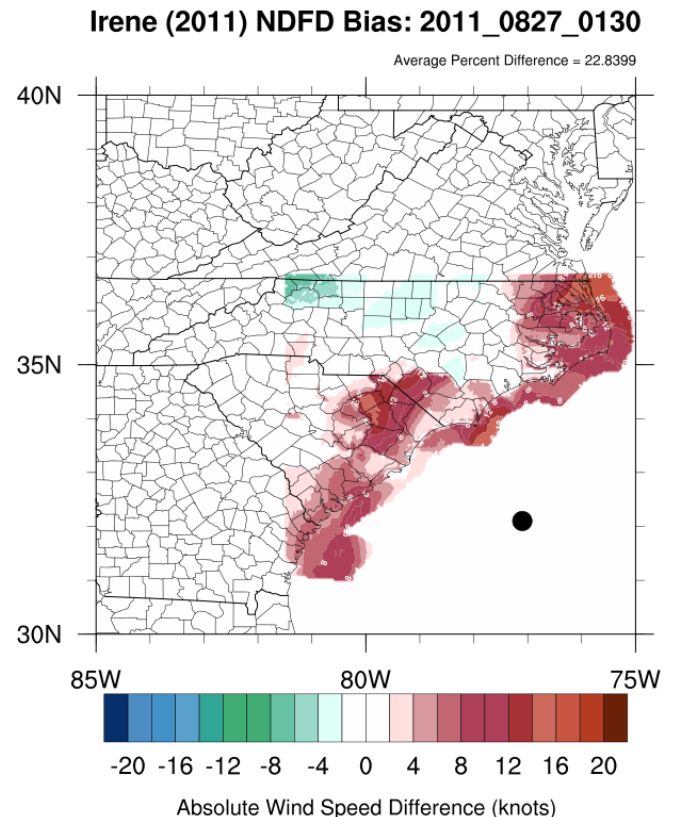 Irene (2011) NDFD Bias: 2011_0827_0130
Average Percent Difference = 22.8399
40N
35N
30N
85W 80W 75W
-20 -16 -12 -8 -4 0 4 8 12 16 20
Absolute Wind Speed Difference (knots)